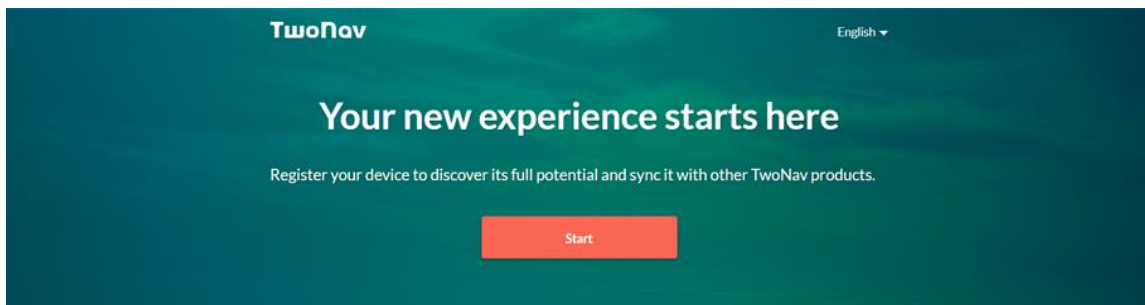 TwoNav
English
Your new experience starts here
Register your device to discover its full potential and sync it with other TwoNav products.
Start